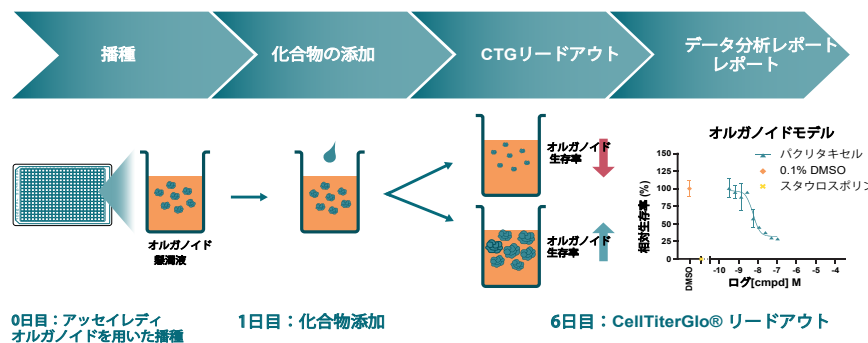 播種
化合物の添加
CTGリードアウト
データ分析レポート
レポート
オルガノイド
懸濁液
オルガノイド
生存率
オルガノイド
生存率
オルガノイドモデル
パクリタキセル
0.1% DMSO
スタウロスポリン
相対生存率 (%)
150
125
100
75
50
25
0
DMSO
-10
-9
-8
-7
-6
-5
-4
ログ[cmpd] M
0日目：アッセイレディ
オルガノイドを用いた播種
1日目：化合物添加
6日目：CellTiterGlo® リードアウト